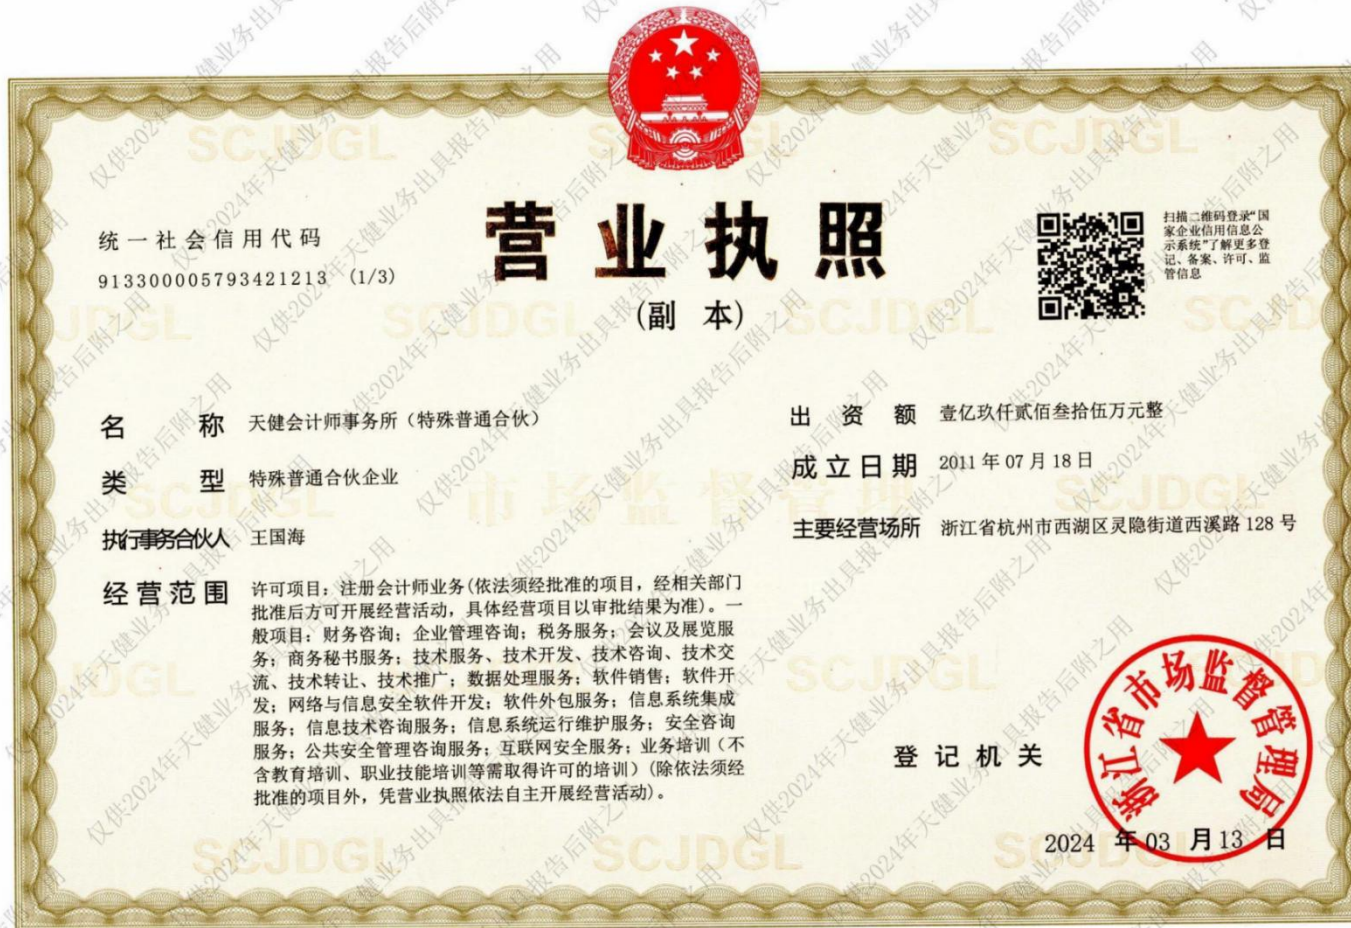 营业执照
(副 本)
统一社会信用代码
913300005793421213 (1/3)
扫描二维码登录“国
家企业信用信息公
示系统”了解更多登
记、备案、许可、监
管信息
名 称 天健会计师事务所（特殊普通合伙）
类 型 特殊普通合伙企业
执行事务合伙人 王国海
经营范围 许可项目：注册会计师业务(依法须经批准的项目，经相关部门
批准后方可开展经营活动，具体经营项目以审批结果为准)。一
般项目：财务咨询；企业管理咨询；税务服务；会议及展览服
务；商务秘书服务；技术服务、技术开发、技术咨询、技术交
流、技术转让、技术推广；数据处理服务；软件销售；软件开
发；网络与信息安全软件开发；软件外包服务；信息系统集成
服务；信息技术咨询服务；信息系统运行维护服务；安全咨询
服务；公共安全管理咨询服务；互联网安全服务；业务培训（不
含教育培训、职业技能培训等需取得许可的培训）(除依法须经
批准的项目外，凭营业执照依法自主开展经营活动)。
出 资 额 壹亿玖仟贰佰叁拾伍万元整
成立日期 2011年07月18日
主要经营场所 浙江省杭州市西湖区灵隐街道西溪路128号
登记机关
浙江省市场监督管理局
2024 年 03 月 13 日
仅供2024年天健业务出具报告后附之用
SCJDGL
市场监督管理